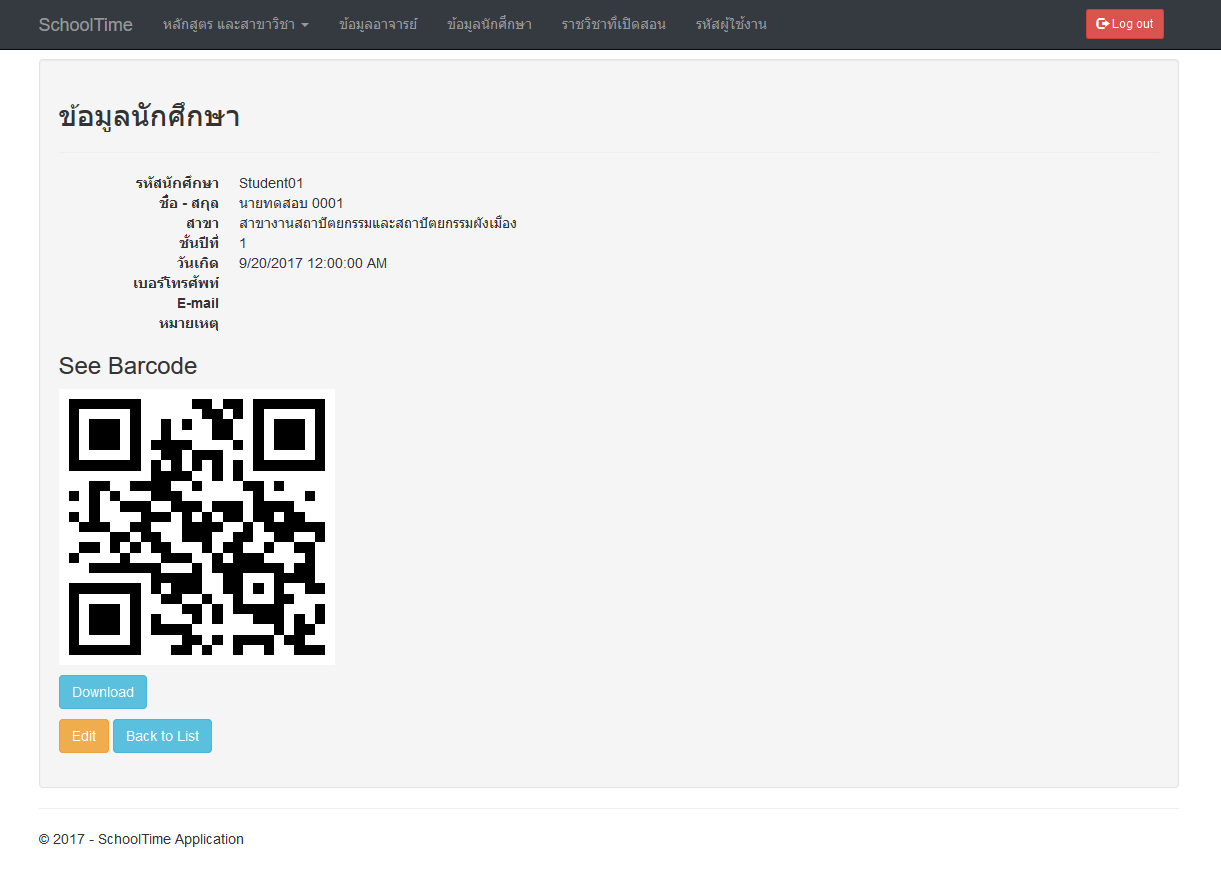 SchoolTime หลักสูตร และสาขาวิชา ข้อมูลอาจารย์ ข้อมูลนักศึกษา ราชวิชาที่เปิดสอน รหัสผู้ใช้งาน Log out
ข้อมูลนักศึกษา
รหัสนักศึกษา Student01
ชื่อ - สกุล นายทดสอบ 0001
สาขา สาขางานสถาปัตยกรรมและสถาปัตยกรรมผังเมือง
ชั้นปีที่ 1
วันเกิด 9/20/2017 12:00:00 AM
เบอร์โทรศัพท์
E-mail
หมายเหตุ
See Barcode
Download
Edit Back to List
© 2017 - SchoolTime Application